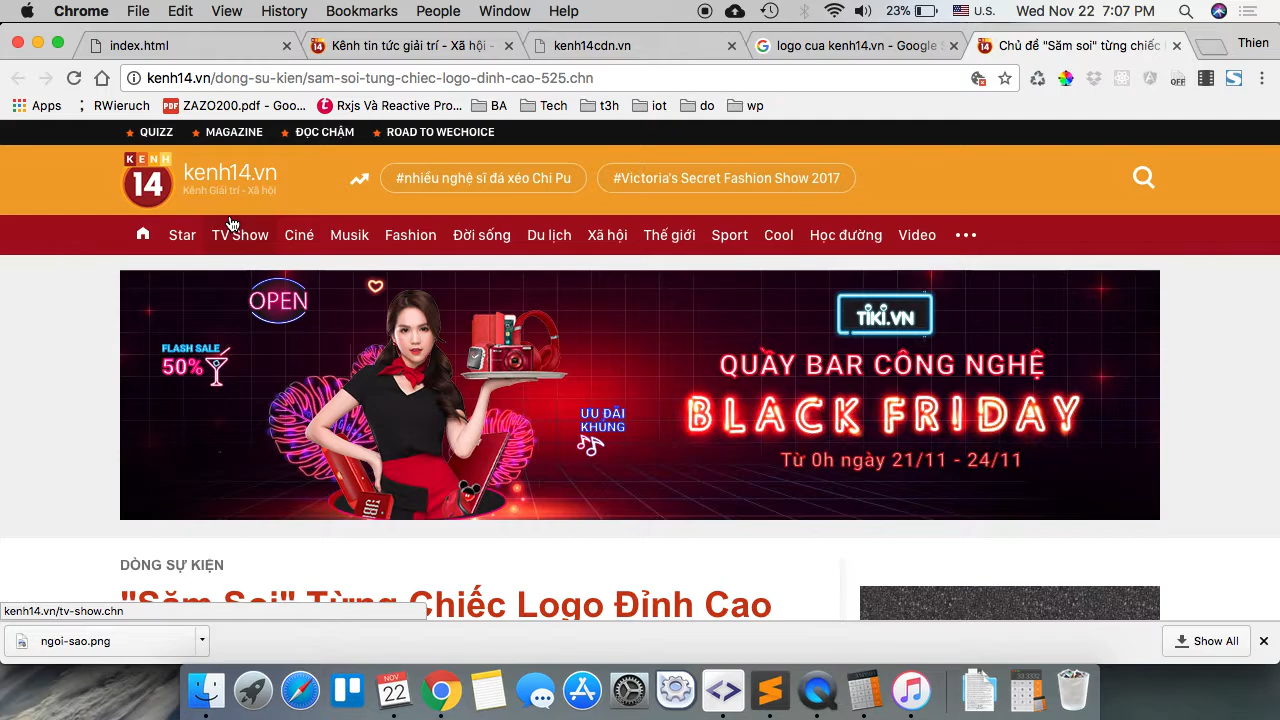 Chrome File Edit View History Bookmarks People Window Help 23% U.S. Wed Nov 22 7:07 PM
index.html Kênh tin tức giải trí - Xã hội - kenh14cdn.vn logo cua kenh14.vn - Google S Chủ đề "Săm soi" từng chiếc l Thien
kenh14.vn/dong-su-kien/sam-soi-tung-chiec-logo-dinh-cao-525.chn
Apps RWieruch ZAZO200.pdf - Goo... Rxjs Và Reactive Pro... BA Tech t3h iot do wp
QUIZZ MAGAZINE ĐỌC CHẬM ROAD TO WECHOICE
KENH
14
kenh14.vn
Kênh Giải trí - Xã hội
#nhiều nghệ sĩ đá xéo Chi Pu #Victoria's Secret Fashion Show 2017
Star TV Show Ciné Musik Fashion Đời sống Du lịch Xã hội Thế giới Sport Cool Học đường Video
OPEN
TIKI.VN
FLASH SALE
50%
QUẦY BAR CÔNG NGHỆ
ƯU ĐÃI
KHỦNG
BLACK FRIDAY
Từ 0h ngày 21/11 - 24/11
JBL
DÒNG SỰ KIỆN
"Săm Soi" Từng Chiếc Logo Đỉnh Cao
kenh14.vn/tv-show.chn
ngoi-sao.png Show All
NOV
22